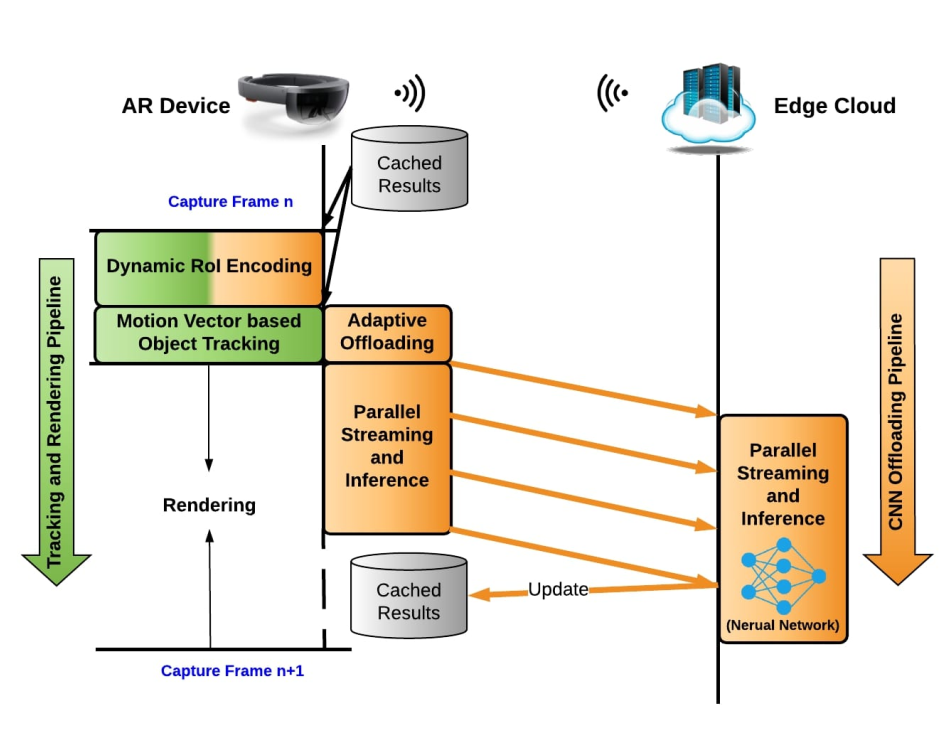 AR Device
Edge Cloud
Cached
Results
Capture Frame n
Dynamic RoI Encoding
Motion Vector based
Object Tracking
Adaptive
Offloading
Tracking and Rendering Pipeline
Parallel
Streaming
and
Inference
Rendering
Parallel
Streaming
and
Inference
(Nerual Network)
CNN Offloading Pipeline
Cached
Results
Update
Capture Frame n+1